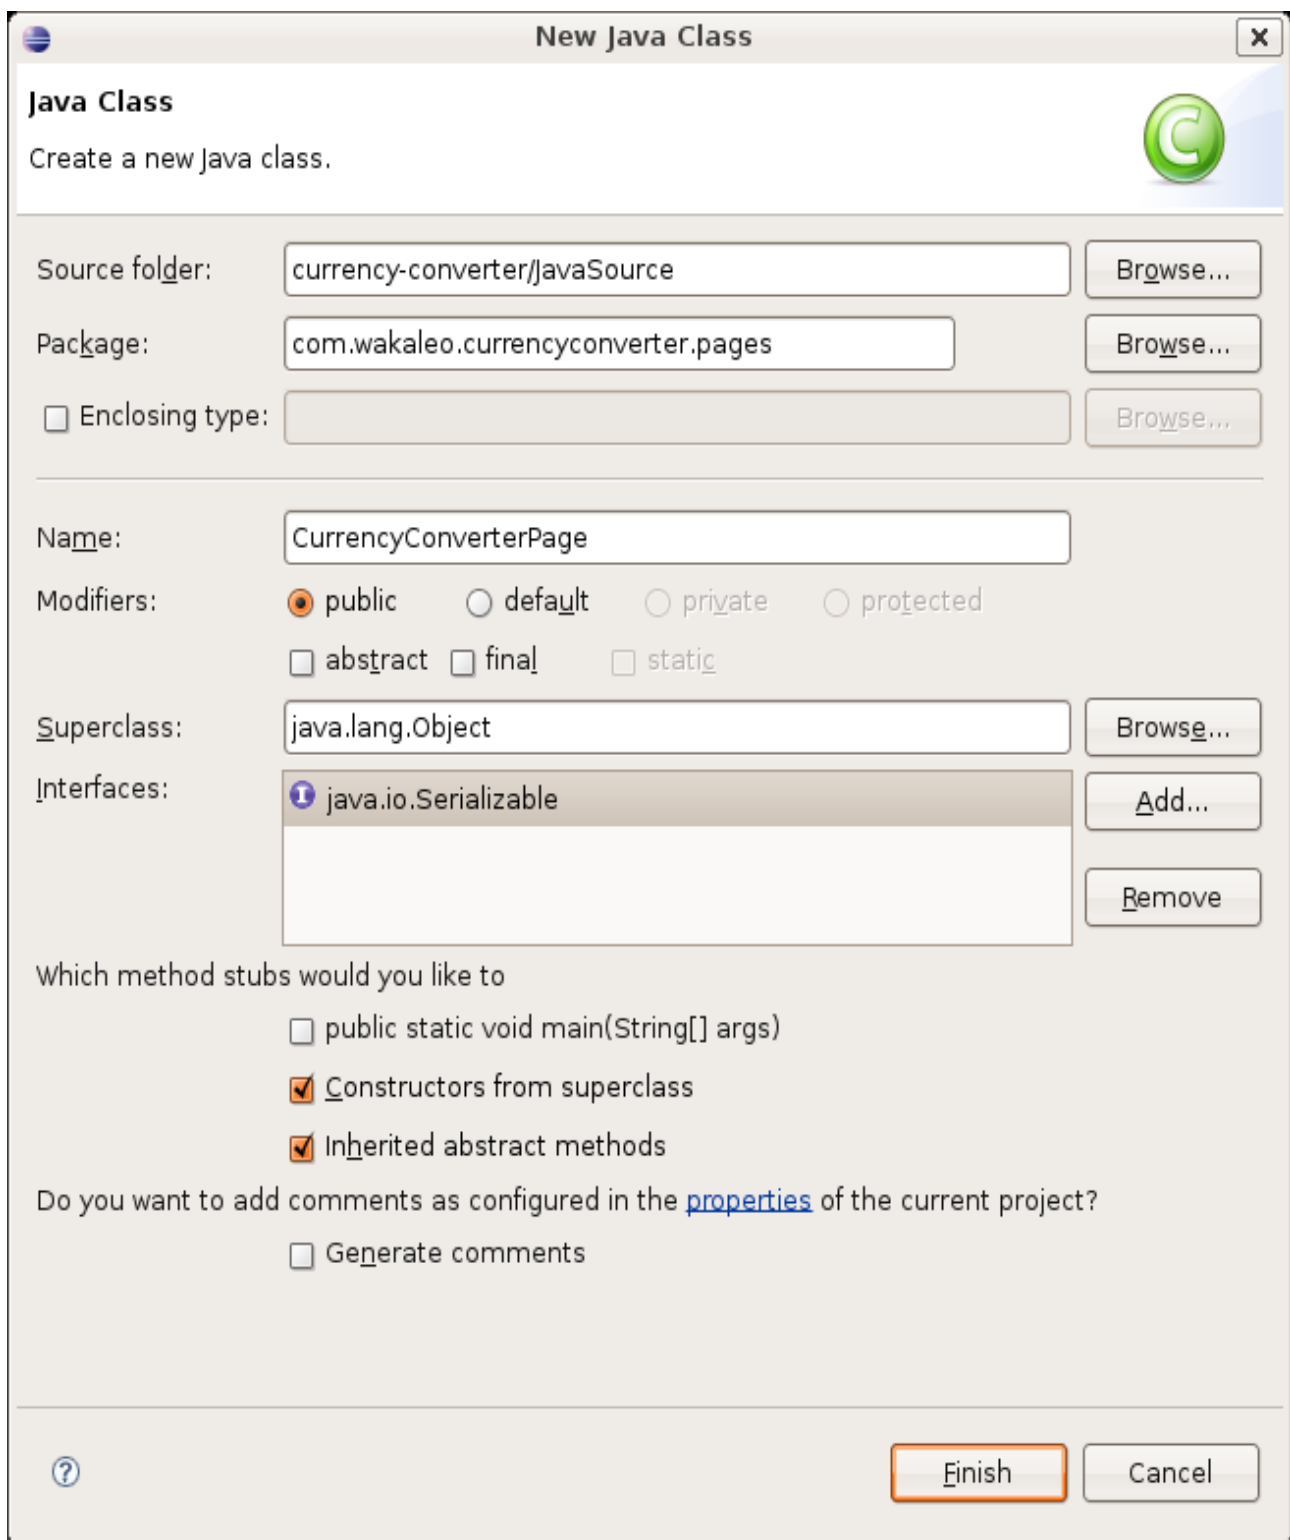 New Java Class
Java Class
Create a new Java class.
Source folder: currency-converter/JavaSource Browse...
Package: com.wakaleo.currencyconverter.pages Browse...
Enclosing type: Browse...
Name: CurrencyConverterPage
Modifiers: public default private protected
abstract final static
Superclass: java.lang.Object Browse...
Interfaces: java.io.Serializable Add...
Remove
Which method stubs would you like to
public static void main(String[] args)
Constructors from superclass
Inherited abstract methods
Do you want to add comments as configured in the properties of the current project?
Generate comments
Finish Cancel